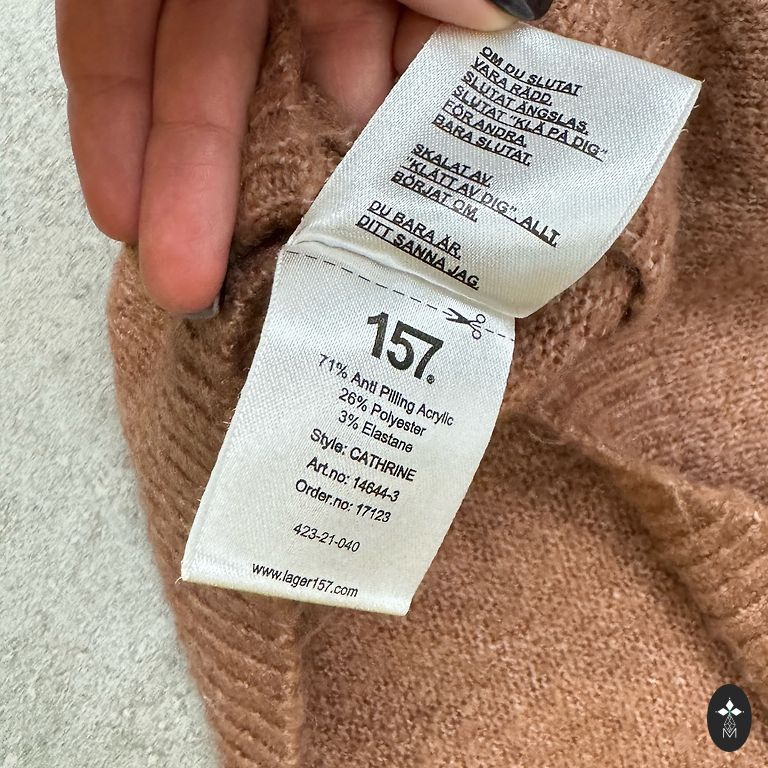 OM DU SLUTAT
VARA RÄDD.
SLUTAT ÄNGSLAS.
SLUTAT "KLÄ PÅ DIG"
FÖR ANDRA.
BARA SLUTAT.
SKALAT AV.
"KLÄTT AV DIG". ALLT.
BÖRJAT OM.
DU BARA ÄR.
DITT SANNA JAG.
157®
71% Anti Pilling Acrylic
26% Polyester
3% Elastane
Style: CATHRINE
Art.no: 14644-3
Order.no: 17123
423-21-040
www.lager157.com
M